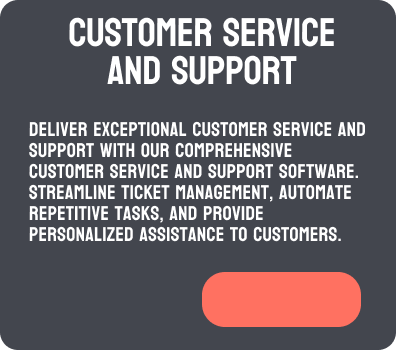 CUSTOMER SERVICE
AND SUPPORT
DELIVER EXCEPTIONAL CUSTOMER SERVICE AND
SUPPORT WITH OUR COMPREHENSIVE
CUSTOMER SERVICE AND SUPPORT SOFTWARE.
STREAMLINE TICKET MANAGEMENT, AUTOMATE
REPETITIVE TASKS, AND PROVIDE
PERSONALIZED ASSISTANCE TO CUSTOMERS.